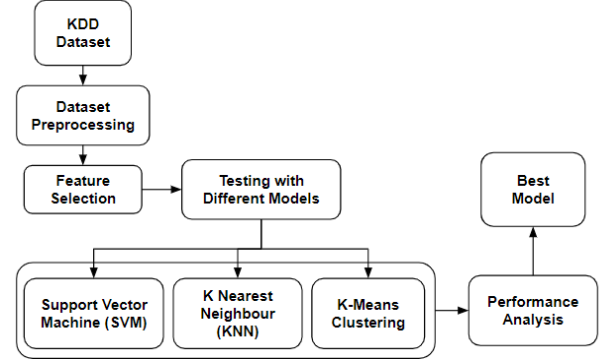 KDD
Dataset
Dataset
Preprocessing
Feature
Selection
Testing with
Different Models
Support Vector
Machine (SVM)
K Nearest
Neighbour
(KNN)
K-Means
Clustering
Performance
Analysis
Best
Model